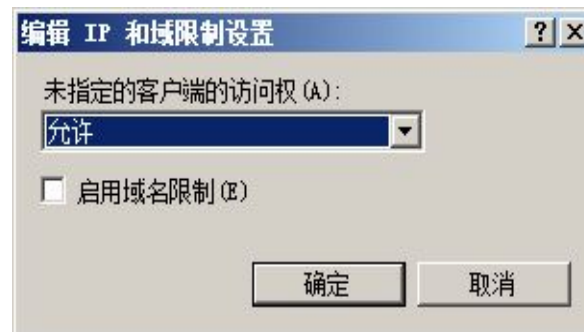 编辑 IP 和域限制设置
未指定的客户端的访问权(A):
允许
启用域名限制(E)
确定
取消